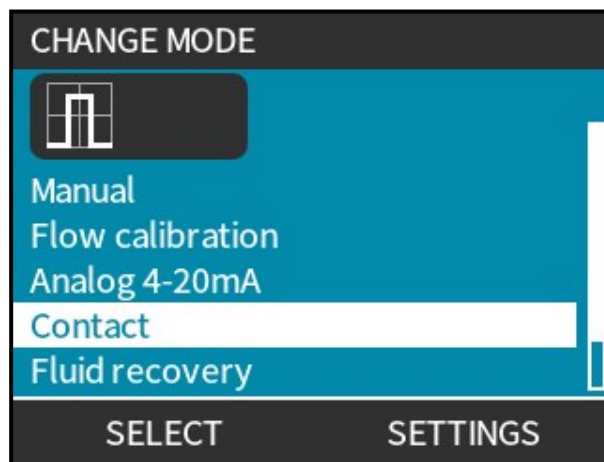 CHANGE MODE
Manual
Flow calibration
Analog 4-20mA
Contact
Fluid recovery
SELECT SETTINGS